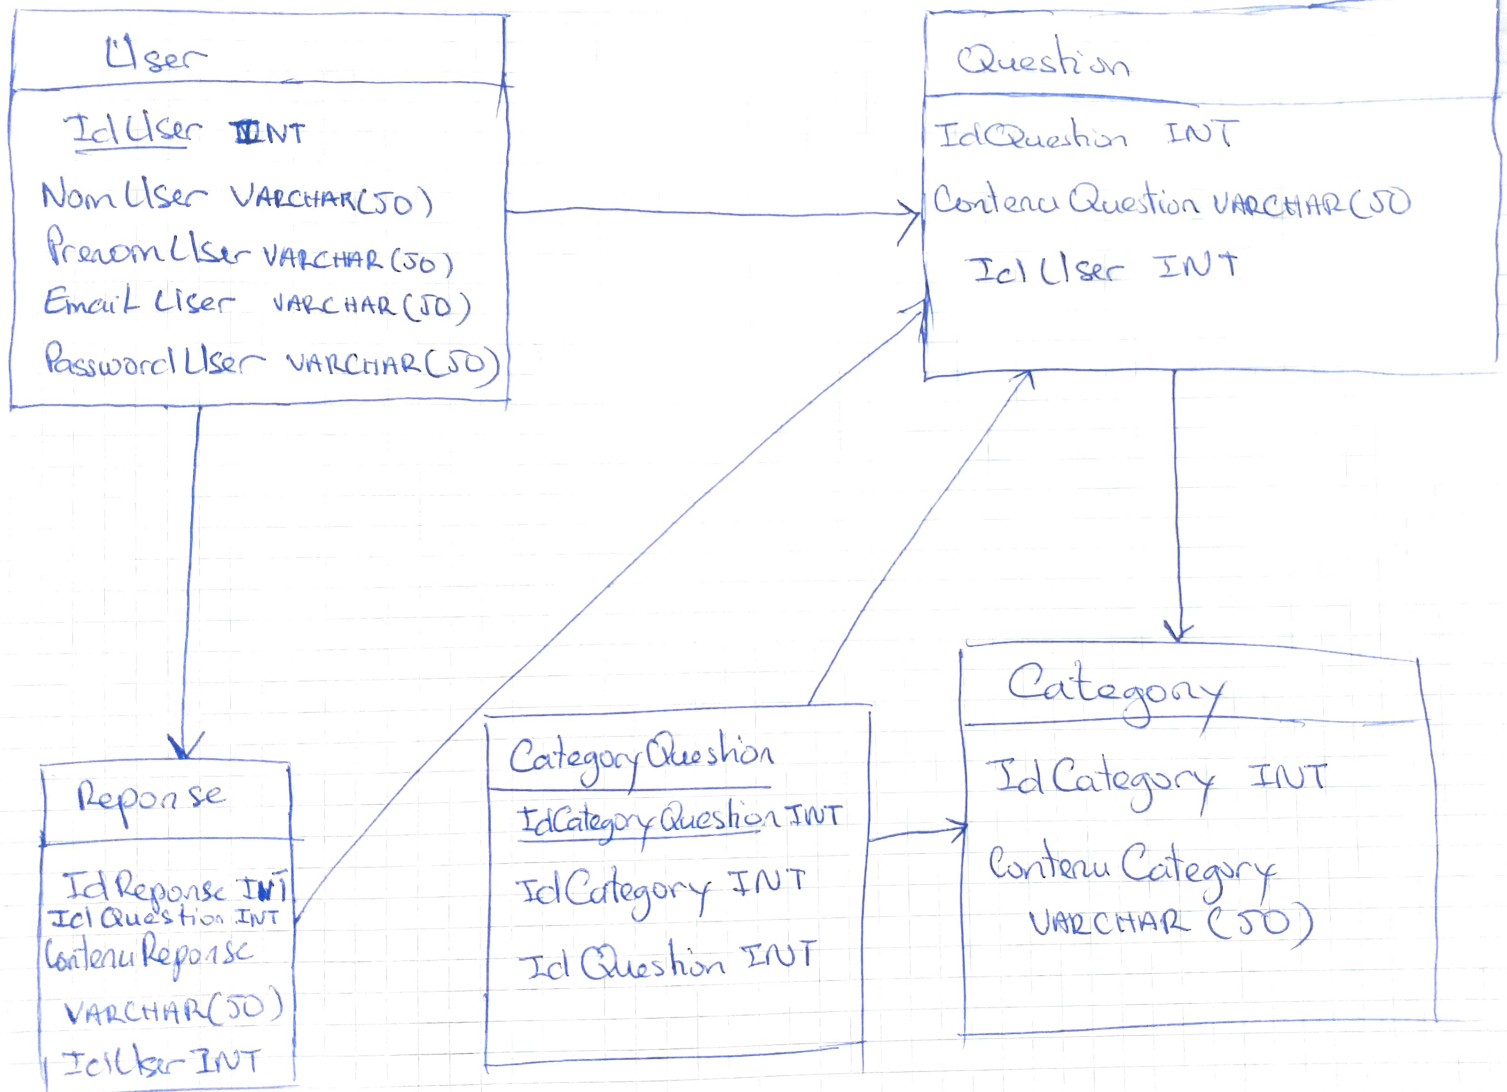 User
IdUser INT
NomUser VARCHAR(50)
PrenomUser VARCHAR(50)
EmailUser VARCHAR(50)
PasswordUser VARCHAR(50)
Question
IdQuestion INT
ContenuQuestion VARCHAR(50
IdUser INT
Reponse
IdReponse INT
IdQuestion INT
ContenuReponse
VARCHAR(50)
IdUser INT
CategoryQuestion
IdCategoryQuestion INT
IdCategory INT
IdQuestion INT
Category
IdCategory INT
ContenuCategory
VARCHAR (50)